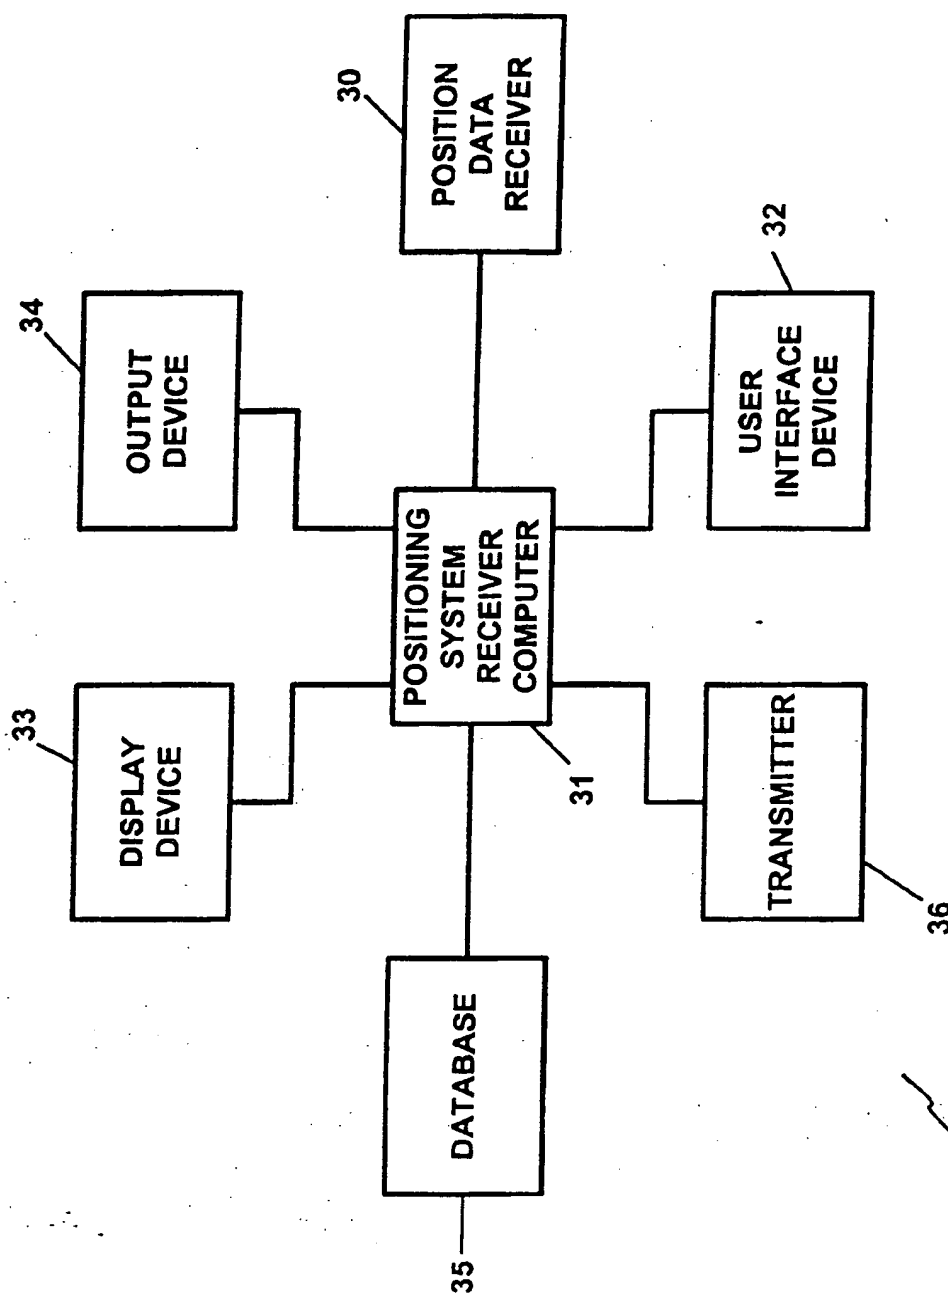 33
DISPLAY
DEVICE
34
OUTPUT
DEVICE
30
POSITION
DATA
RECEIVER
35
DATABASE
POSITIONING
SYSTEM
RECEIVER
COMPUTER
31
36
TRANSMITTER
32
USER
INTERFACE
DEVICE